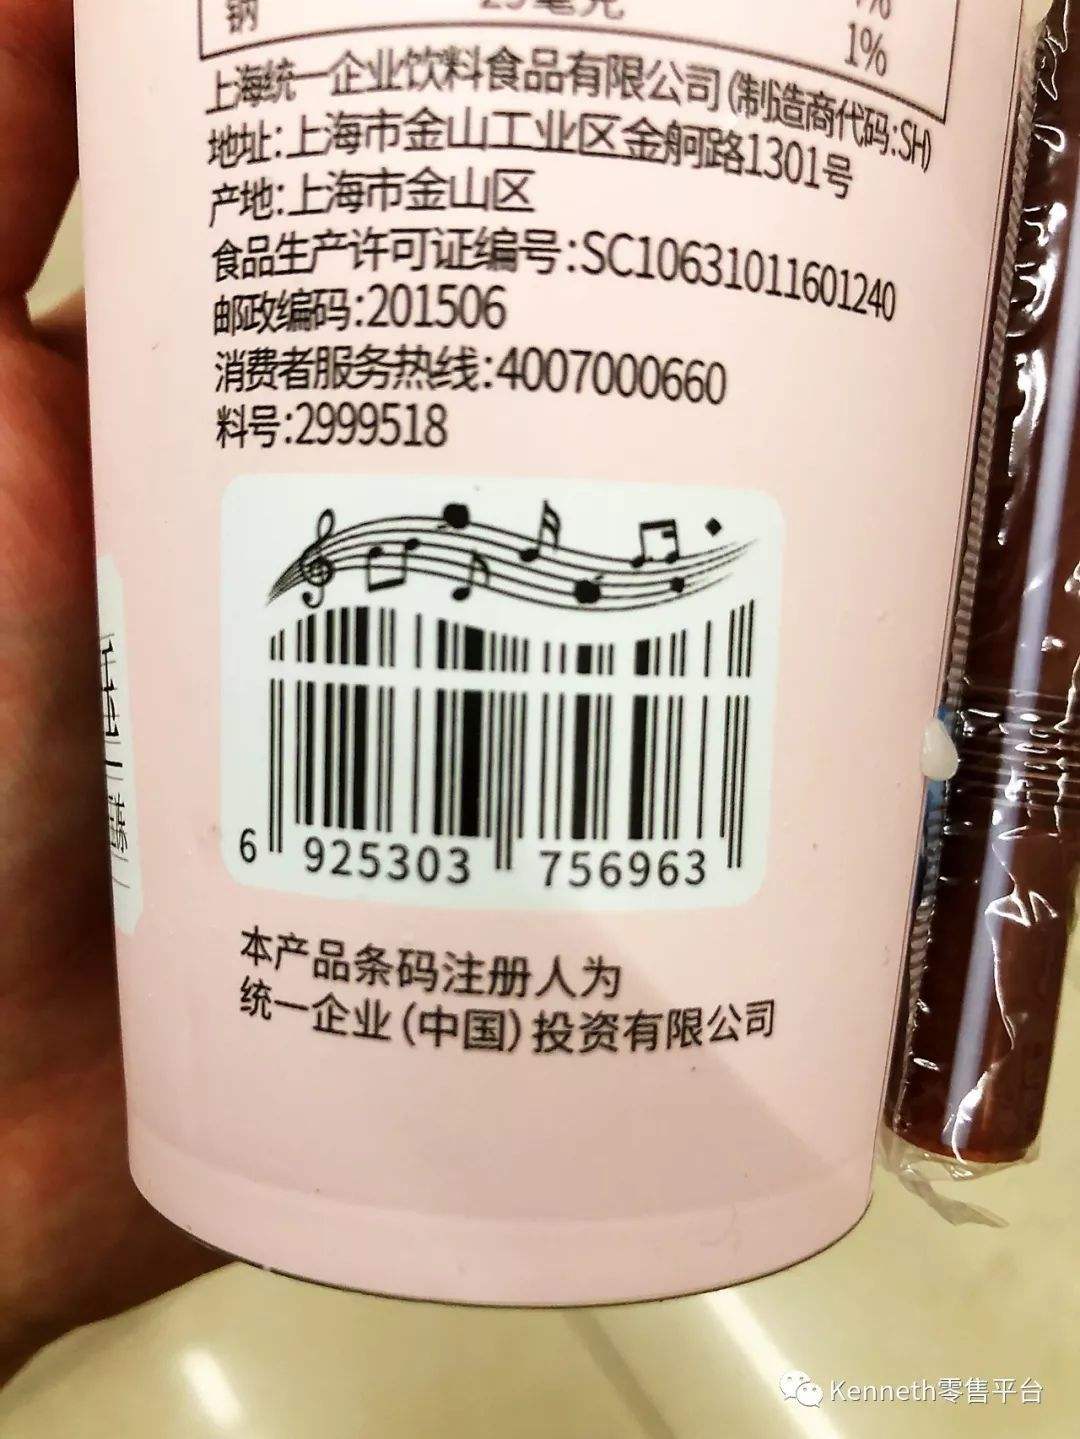 钠 25毫克 1%
上海统一企业饮料食品有限公司(制造商代码:SH)
地址:上海市金山工业区金舸路1301号
产地:上海市金山区
食品生产许可证编号:SC10631011601240
邮政编码:201506
消费者服务热线:4007000660
料号:2999518
6 925303 756963
本产品条码注册人为
统一企业(中国)投资有限公司
Kenneth零售平台